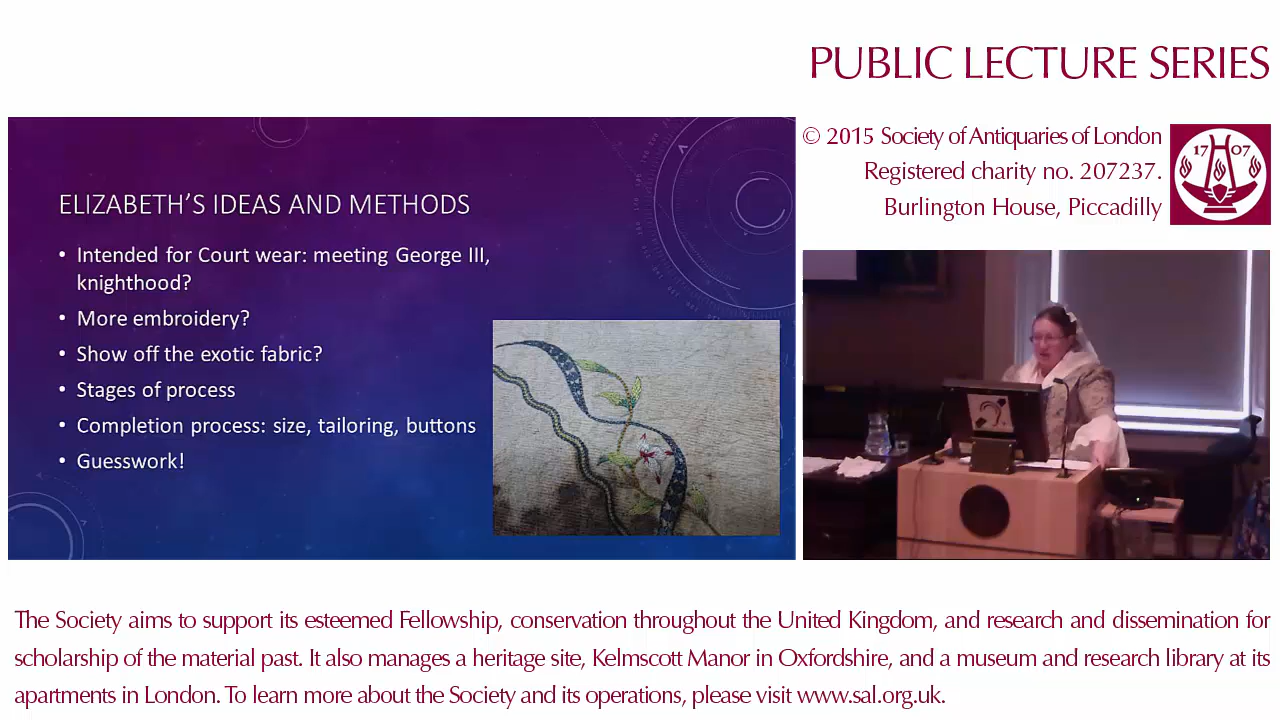 PUBLIC LECTURE SERIES
© 2015 Society of Antiquaries of London
Registered charity no. 207237.
Burlington House, Piccadilly
17 07
ELIZABETH’S IDEAS AND METHODS
• Intended for Court wear: meeting George III,
knighthood?
• More embroidery?
• Show off the exotic fabric?
• Stages of process
• Completion process: size, tailoring, buttons
• Guesswork!
The Society aims to support its esteemed Fellowship, conservation throughout the United Kingdom, and research and dissemination for
scholarship of the material past. It also manages a heritage site, Kelmscott Manor in Oxfordshire, and a museum and research library at its
apartments in London. To learn more about the Society and its operations, please visit www.sal.org.uk.